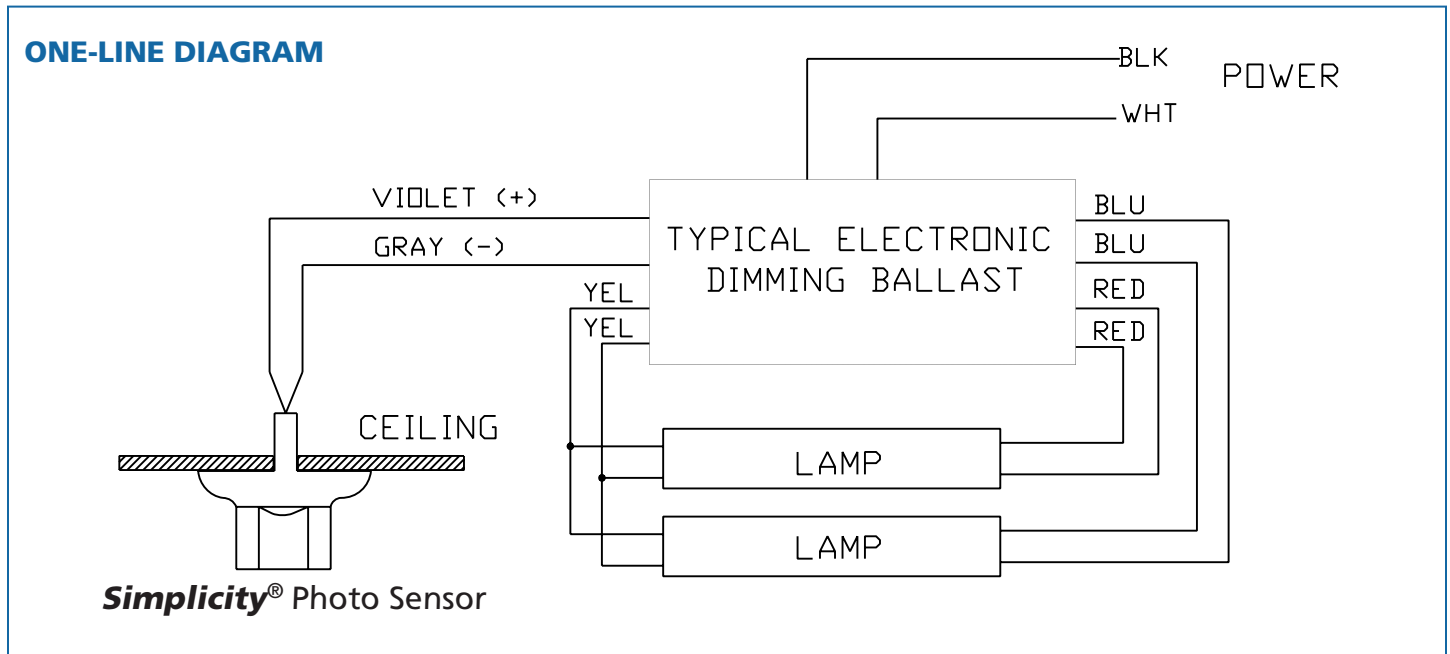 ONE-LINE DIAGRAM
BLK
POWER
WHT
VIOLET (+)
GRAY (-)
YEL
YEL
TYPICAL ELECTRONIC
DIMMING BALLAST
BLU
BLU
RED
RED
CEILING
LAMP
LAMP
Simplicity® Photo Sensor